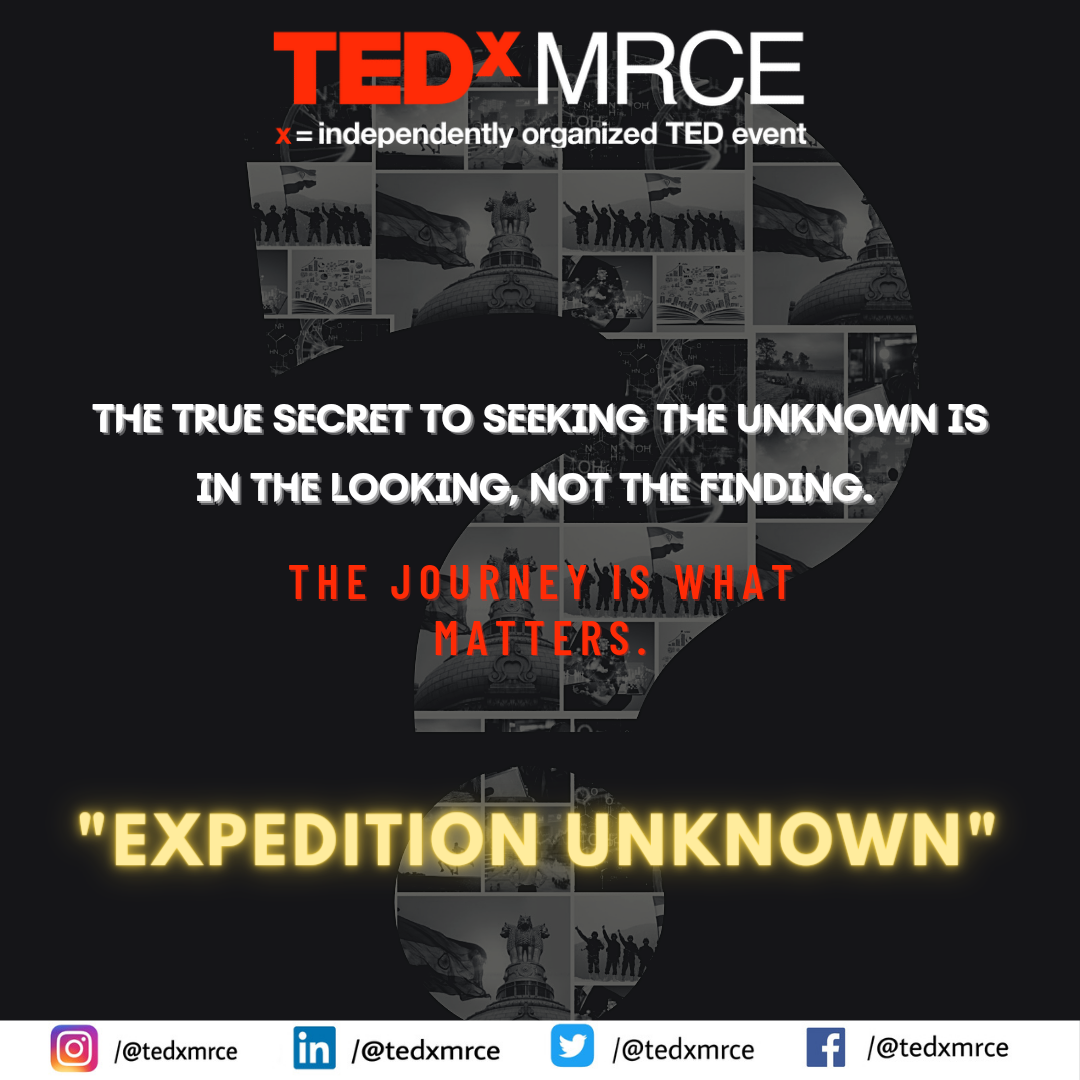 TEDx MRCE
x = independently organized TED event
THE TRUE SECRET TO SEEKING THE UNKNOWN IS
IN THE LOOKING, NOT THE FINDING.
THE JOURNEY IS WHAT
MATTERS.
"EXPEDITION UNKNOWN"
/@tedxmrce /@tedxmrce /@tedxmrce /@tedxmrce